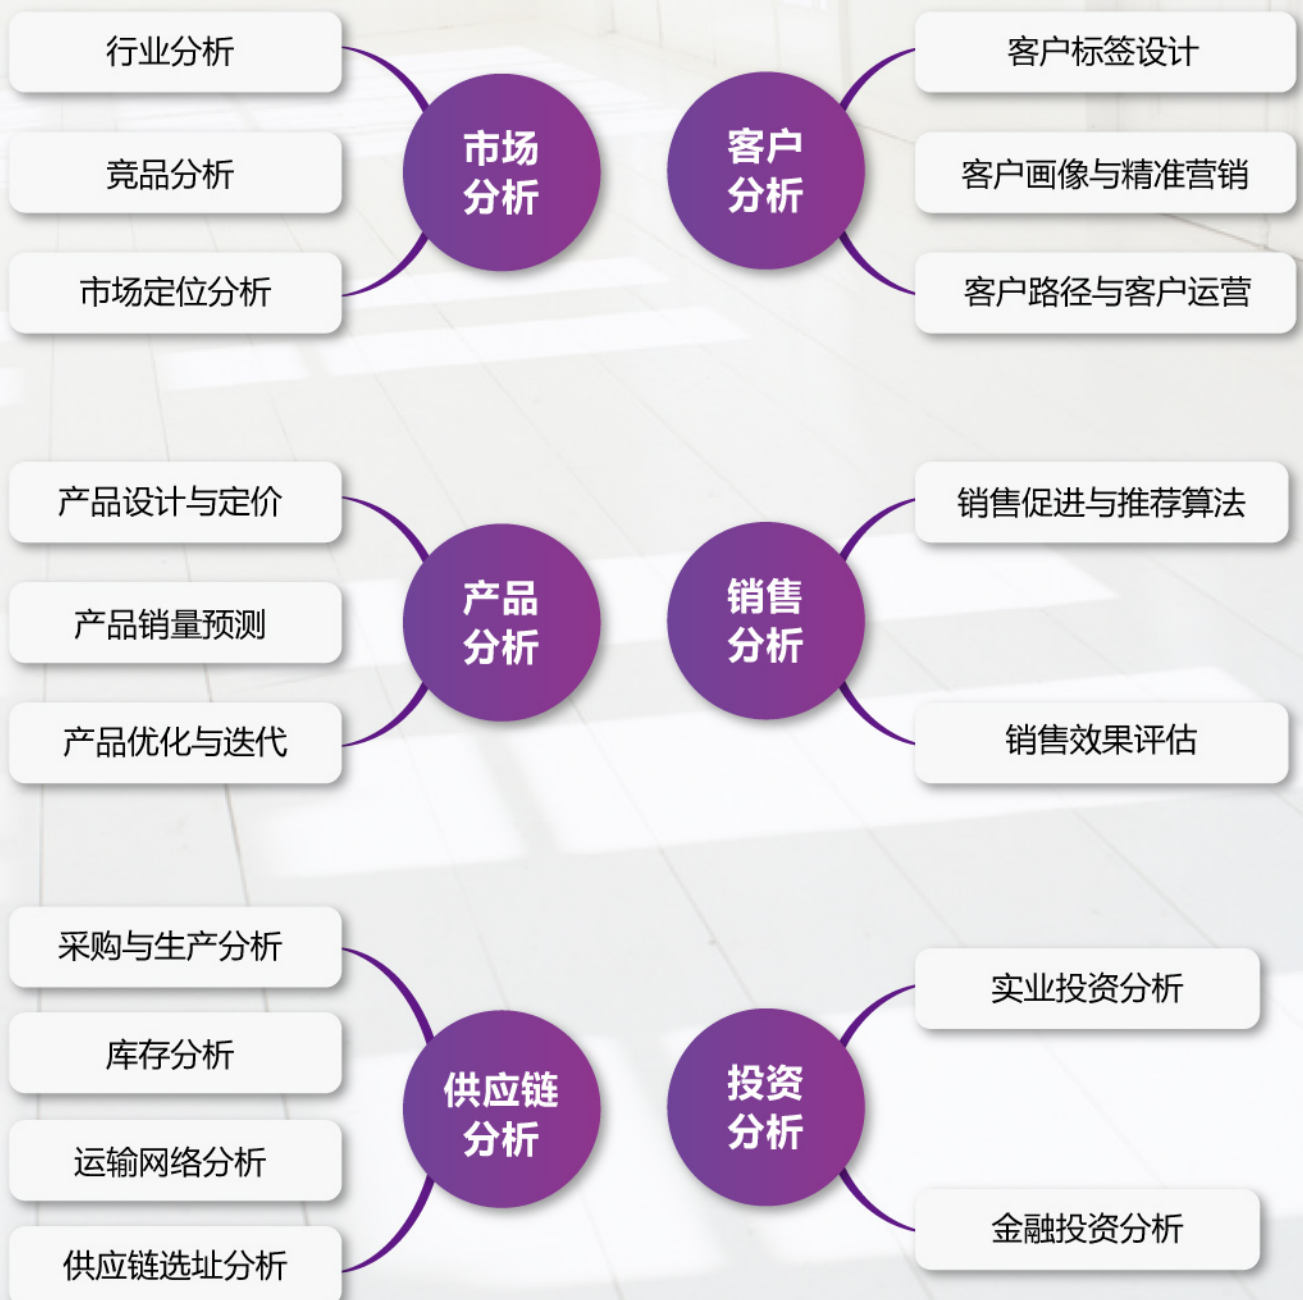 行业分析
竞品分析
市场定位分析
市场
分析
客户
分析
客户标签设计
客户画像与精准营销
客户路径与客户运营
产品设计与定价
产品销量预测
产品优化与迭代
产品
分析
销售
分析
销售促进与推荐算法
销售效果评估
采购与生产分析
库存分析
运输网络分析
供应链选址分析
供应链
分析
投资
分析
实业投资分析
金融投资分析